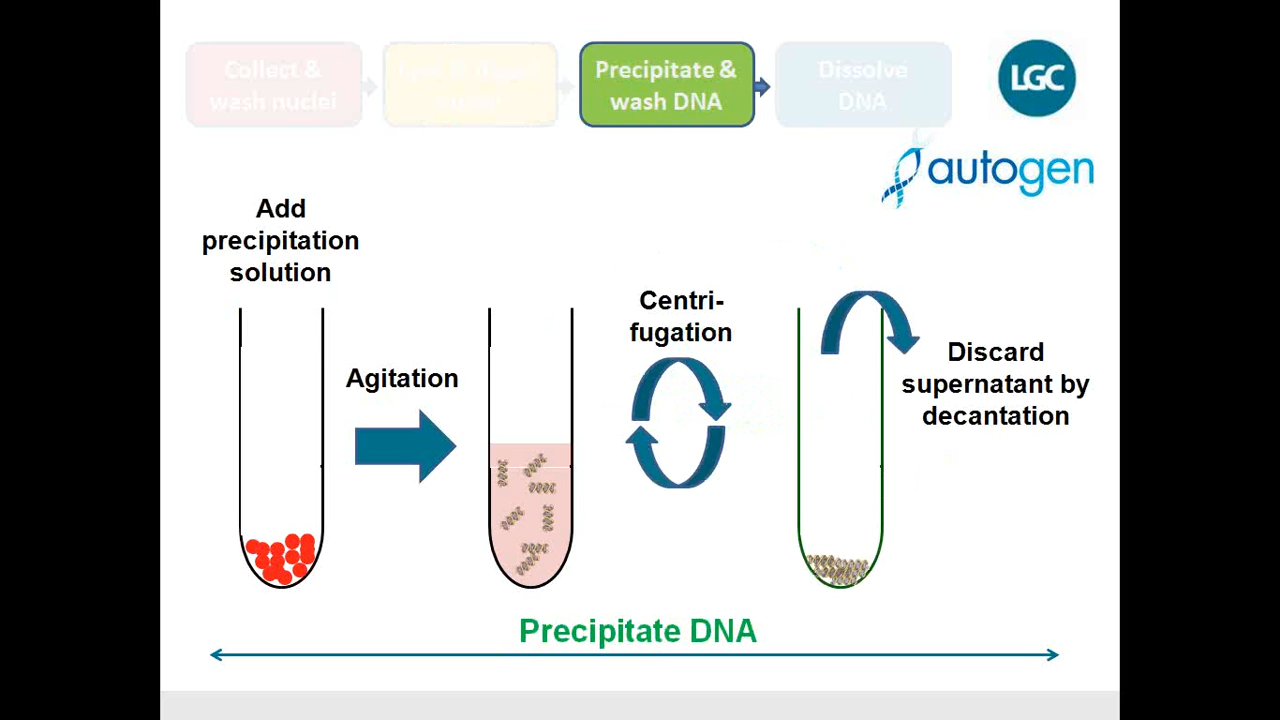 Collect &
wash nuclei
Precipitate &
wash DNA
Dissolve
DNA
LGC
autogen
Add
precipitation
solution
Agitation
Centri-
fugation
Discard
supernatant by
decantation
Precipitate DNA